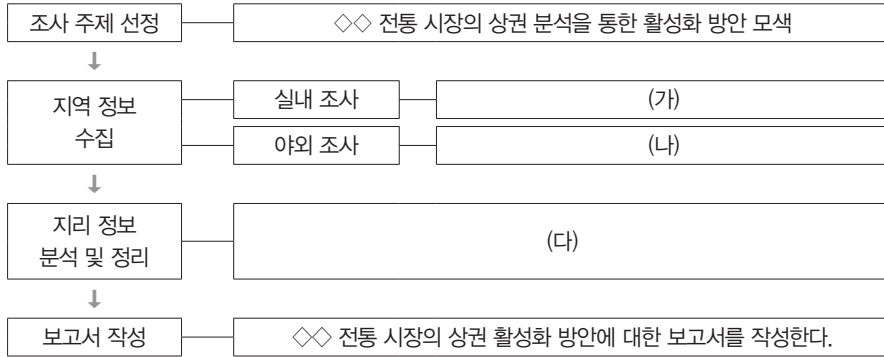 조사 주제 선정
◇◇ 전통 시장의 상권 분석을 통한 활성화 방안 모색
지역 정보
수집
실내 조사
(가)
야외 조사
(나)
지리 정보
분석 및 정리
(다)
보고서 작성
◇◇ 전통 시장의 상권 활성화 방안에 대한 보고서를 작성한다.